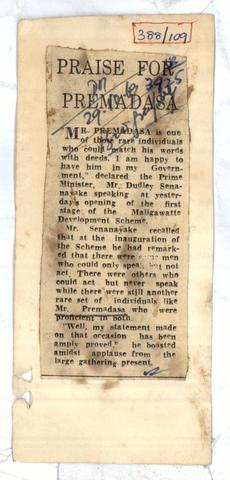 388/109
PRAISE FOR
PREMADASA
MR. PREMADASA is one
of those rare individuals
who could match his words
with deeds. I am happy to
have him in my Govern-
ment," declared the Prime
Minister, Mr. Dudley Sena-
nayake speaking at yester-
day's opening of the first
stage of the Maligawatte
Development Scheme.
Mr. Senanayake recalled
that at the inauguration of
the Scheme he had remark-
ed that there were some men
who could only speak but not
act. There were others who
could act but never speak
while there were still another
rare set of individuals like
Mr. Premadasa who were
proficient in both.
"Well, my statement made
on that occasion has been
amply proved" he boasted
amidst applause from the
large gathering present.